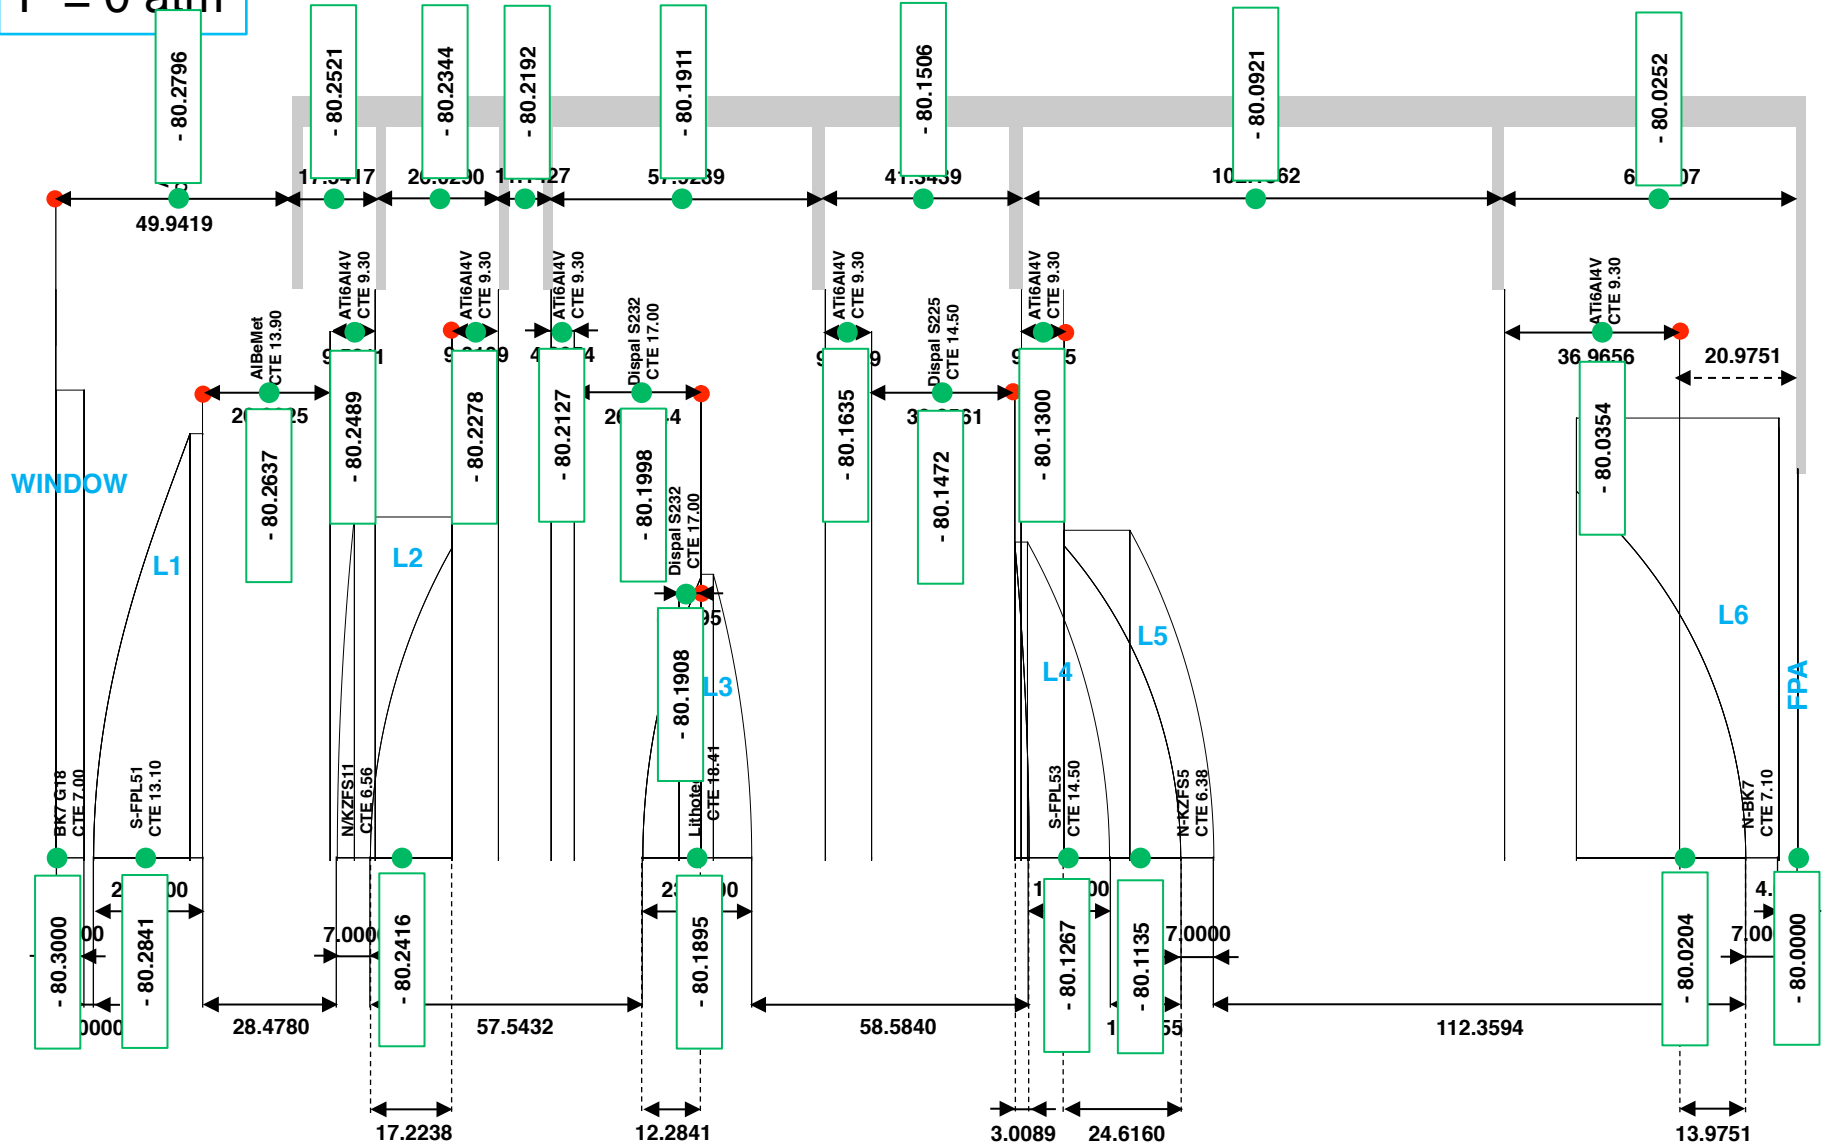 = 0 atm
- 80.2796
- 80.2521
- 80.2344
- 80.2192
- 80.1911
- 80.1506
- 80.0921
- 80.0252
49.9419
ATi6Al4V
CTE 9.30
ATi6Al4V
CTE 9.30
ATi6Al4V
CTE 9.30
ATi6Al4V
CTE 9.30
ATi6Al4V
CTE 9.30
ATi6Al4V
CTE 9.30
AlBeMet
CTE 13.90
Dispal S232
CTE 17.00
Dispal S225
CTE 14.50
36.9656
20.9751
- 80.2637
- 80.2489
- 80.2278
- 80.2127
- 80.1998
- 80.1635
- 80.1472
- 80.1300
- 80.0354
WINDOW
L1
L2
Dispal S232
CTE 17.00
- 80.1908
L3
L4
L5
L6
FPA
BK7 G18
CTE 7.00
S-FPL51
CTE 13.10
N/KZFS11
CTE 6.56
CTE 18.41
S-FPL53
CTE 14.50
N-KZFS5
CTE 6.38
N-BK7
CTE 7.10
- 80.3000
- 80.2841
- 80.2416
- 80.1895
- 80.1267
- 80.1135
- 80.0204
- 80.0000
7.0000
28.4780
57.5432
58.5840
112.3594
17.2238
12.2841
3.0089
24.6160
13.9751